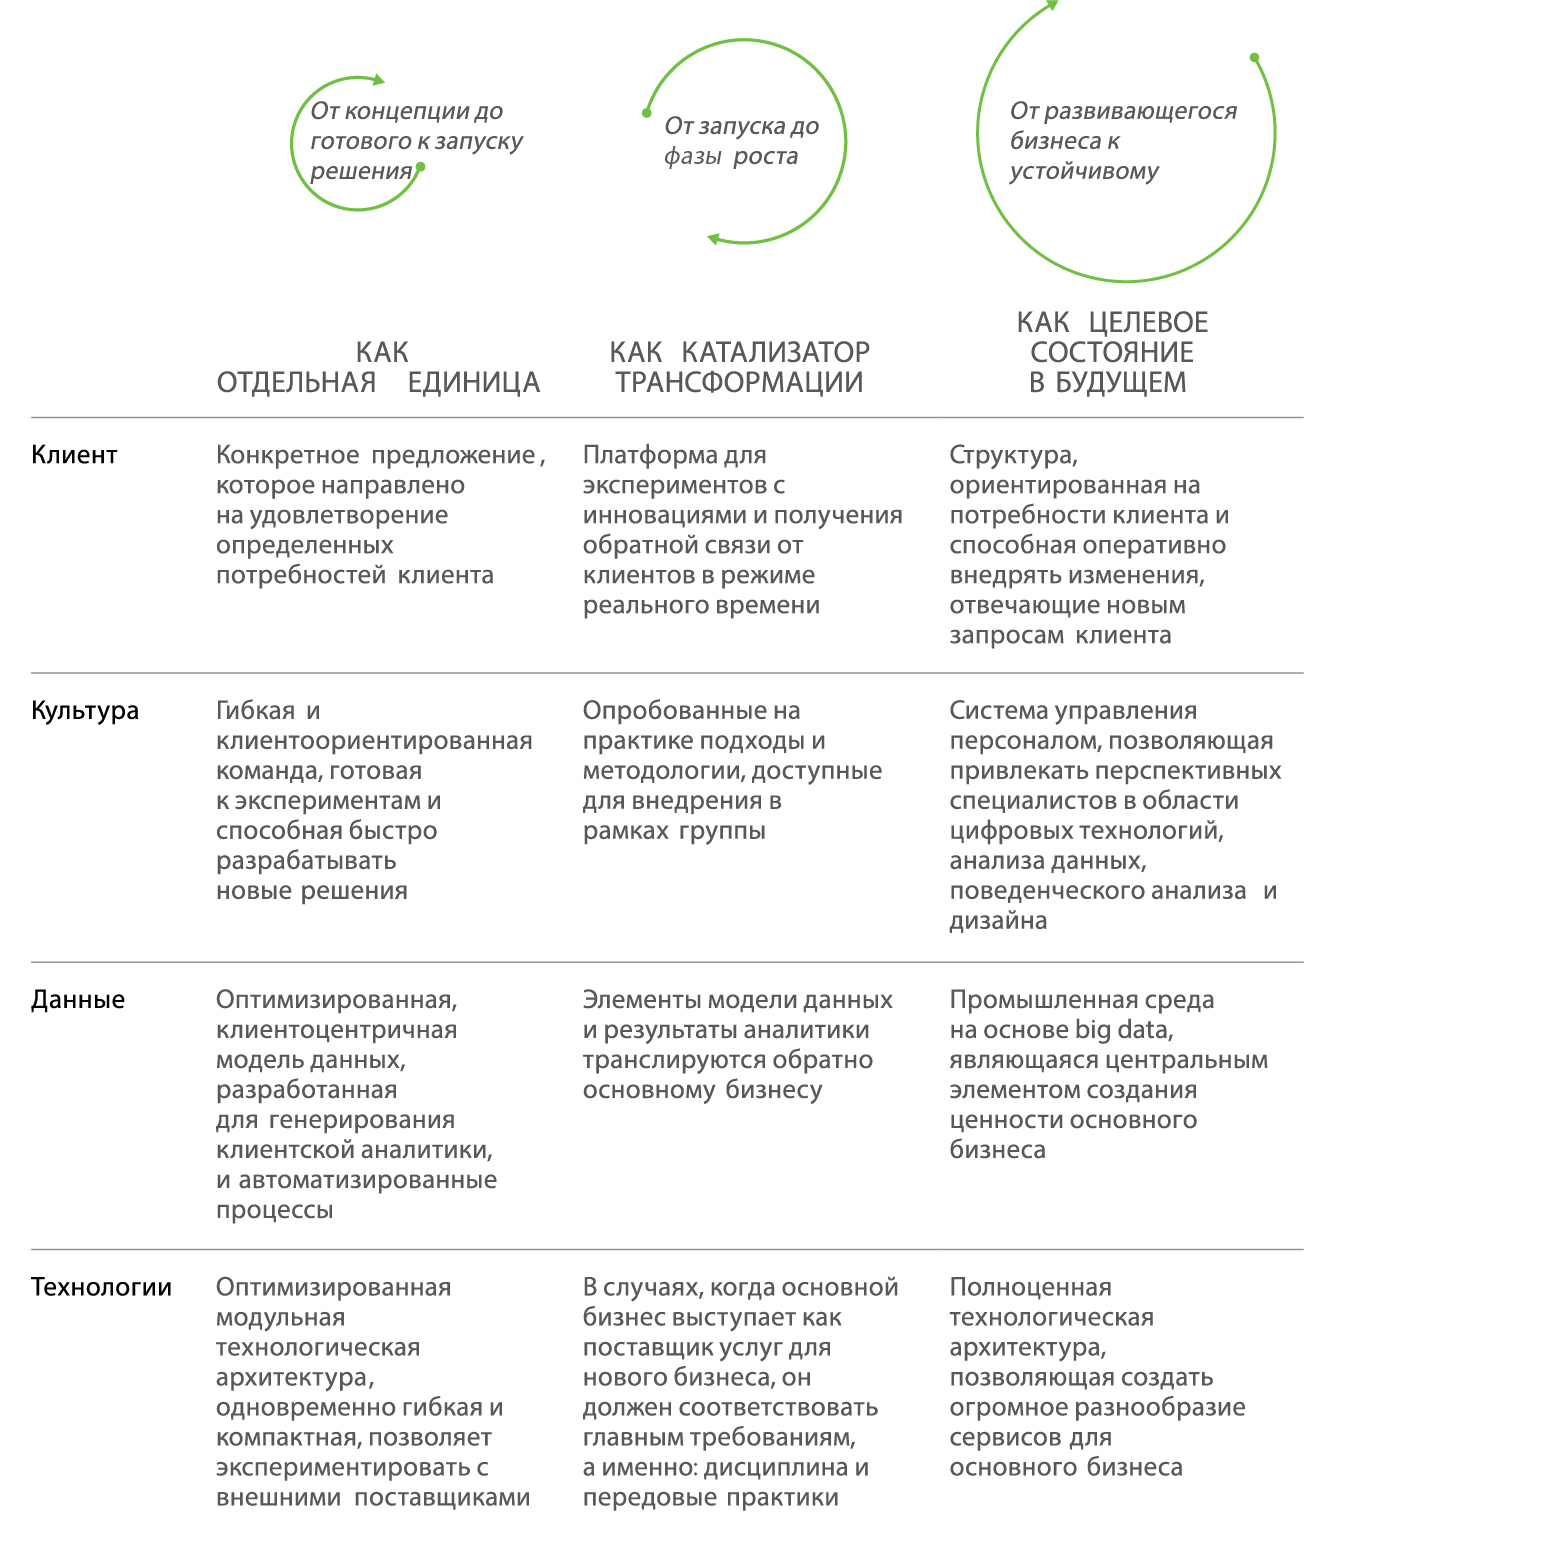 От концепции до
готового к запуску
решения
От запуска до
фазы роста
От развивающегося
бизнеса к
устойчивому
КАК
ОТДЕЛЬНАЯ ЕДИНИЦА
КАК КАТАЛИЗАТОР
ТРАНСФОРМАЦИИ
КАК ЦЕЛЕВОЕ
СОСТОЯНИЕ
В БУДУЩЕМ
Клиент
Конкретное предложение,
которое направлено
на удовлетворение
определенных
потребностей клиента
Платформа для
экспериментов с
инновациями и получения
обратной связи от
клиентов в режиме
реального времени
Структура,
ориентированная на
потребности клиента и
способная оперативно
внедрять изменения,
отвечающие новым
запросам клиента
Культура
Гибкая и
клиентоориентированная
команда, готовая
к экспериментам и
способная быстро
разрабатывать
новые решения
Опробованные на
практике подходы и
методологии, доступные
для внедрения в
рамках группы
Система управления
персоналом, позволяющая
привлекать перспективных
специалистов в области
цифровых технологий,
анализа данных,
поведенческого анализа и
дизайна
Данные
Оптимизированная,
клиентоцентричная
модель данных,
разработанная
для генерирования
клиентской аналитики,
и автоматизированные
процессы
Элементы модели данных
и результаты аналитики
транслируются обратно
основному бизнесу
Промышленная среда
на основе big data,
являющаяся центральным
элементом создания
ценности основного
бизнеса
Технологии
Оптимизированная
модульная
технологическая
архитектура,
одновременно гибкая и
компактная, позволяет
экспериментировать с
внешними поставщиками
В случаях, когда основной
бизнес выступает как
поставщик услуг для
нового бизнеса, он
должен соответствовать
главным требованиям,
а именно: дисциплина и
передовые практики
Полноценная
технологическая
архитектура,
позволяющая создать
огромное разнообразие
сервисов для
основного бизнеса